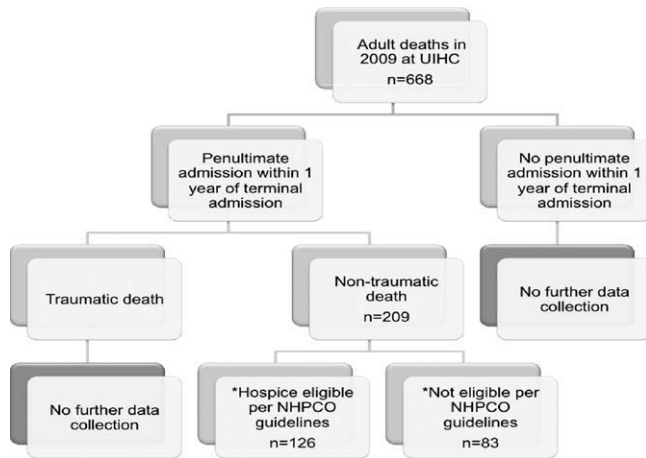 Adult deaths in
2009 at UIHC
n=668
Penultimate
admission within 1
year of terminal
admission
No penultimate
admission within 1
year of terminal
admission
Traumatic death
Non-traumatic
death
n=209
No further data
collection
No further data
collection
*Hospice eligible
per NHPCO
guidelines
n=126
*Not eligible per
NHPCO
guidelines
n=83